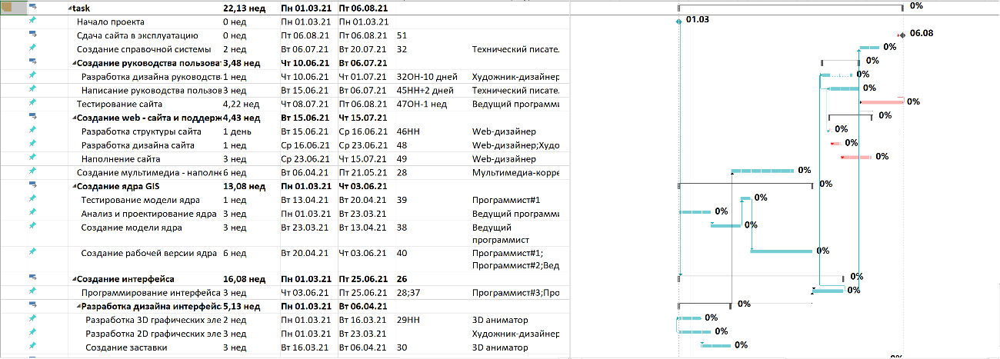 task 22,13 нед Пн 01.03.21 Пт 06.08.21 0%
Начало проекта 0 нед Пн 01.03.21 Пн 01.03.21 01.03
Сдача сайта в эксплуатацию 0 нед Пт 06.08.21 Пт 06.08.21 51 06.08
Создание справочной системы 2 нед Вт 06.07.21 Вт 20.07.21 32 Технический писате. 0%
Создание руководства пользоват 3,48 нед Чт 10.06.21 Вт 06.07.21 0%
Разработка дизайна руководств 1 нед Чт 10.06.21 Чт 01.07.21 32ОН-10 дней Художник-дизайнер 0%
Написание руководства пользов 3 нед Вт 15.06.21 Вт 06.07.21 45НН+2 дней Технический писате. 0%
Тестирование сайта 4,22 нед Чт 08.07.21 Пт 06.08.21 47ОН-1 нед Ведущий программи 0%
Создание web - сайта и поддерж 4,43 нед Вт 15.06.21 Чт 15.07.21 0%
Разработка структуры сайта 1 день Вт 15.06.21 Ср 16.06.21 46НН Web-дизайнер 0%
Разработка дизайна сайта 1 нед Ср 16.06.21 Ср 23.06.21 48 Web-дизайнер;Худо 0%
Наполнение сайта 3 нед Ср 23.06.21 Чт 15.07.21 49 Web-дизайнер 0%
Создание мультимедиа - наполн 6 нед Вт 06.04.21 Пт 21.05.21 28 Мультимедиа-корре 0%
Создание ядра GIS 13,08 нед Пн 01.03.21 Чт 03.06.21 0%
Тестирование модели ядра 1 нед Вт 13.04.21 Вт 20.04.21 39 Программист#1 0%
Анализ и проектирование ядра 3 нед Пн 01.03.21 Вт 23.03.21 Ведущий программи 0%
Создание модели ядра 3 нед Вт 23.03.21 Вт 13.04.21 38 Ведущий 0%
программист
Создание рабочей версии ядра 6 нед Вт 20.04.21 Чт 03.06.21 40 Программист#1; 0%
Программист#2;Вед
Создание интерфейса 16,08 нед Пн 01.03.21 Пт 25.06.21 26 0%
Программирование интерфейса 3 нед Чт 03.06.21 Пт 25.06.21 28;37 Программист#3;Про 0%
Разработка дизайна интерфейс 5,13 нед Пн 01.03.21 Вт 06.04.21 0%
Разработка 3D графических эле 2 нед Пн 01.03.21 Вт 16.03.21 29НН 3D аниматор 0%
Разработка 2D графических эле 3 нед Пн 01.03.21 Вт 23.03.21 Художник-дизайнер 0%
Создание заставки 3 нед Вт 16.03.21 Вт 06.04.21 30 3D аниматор 0%